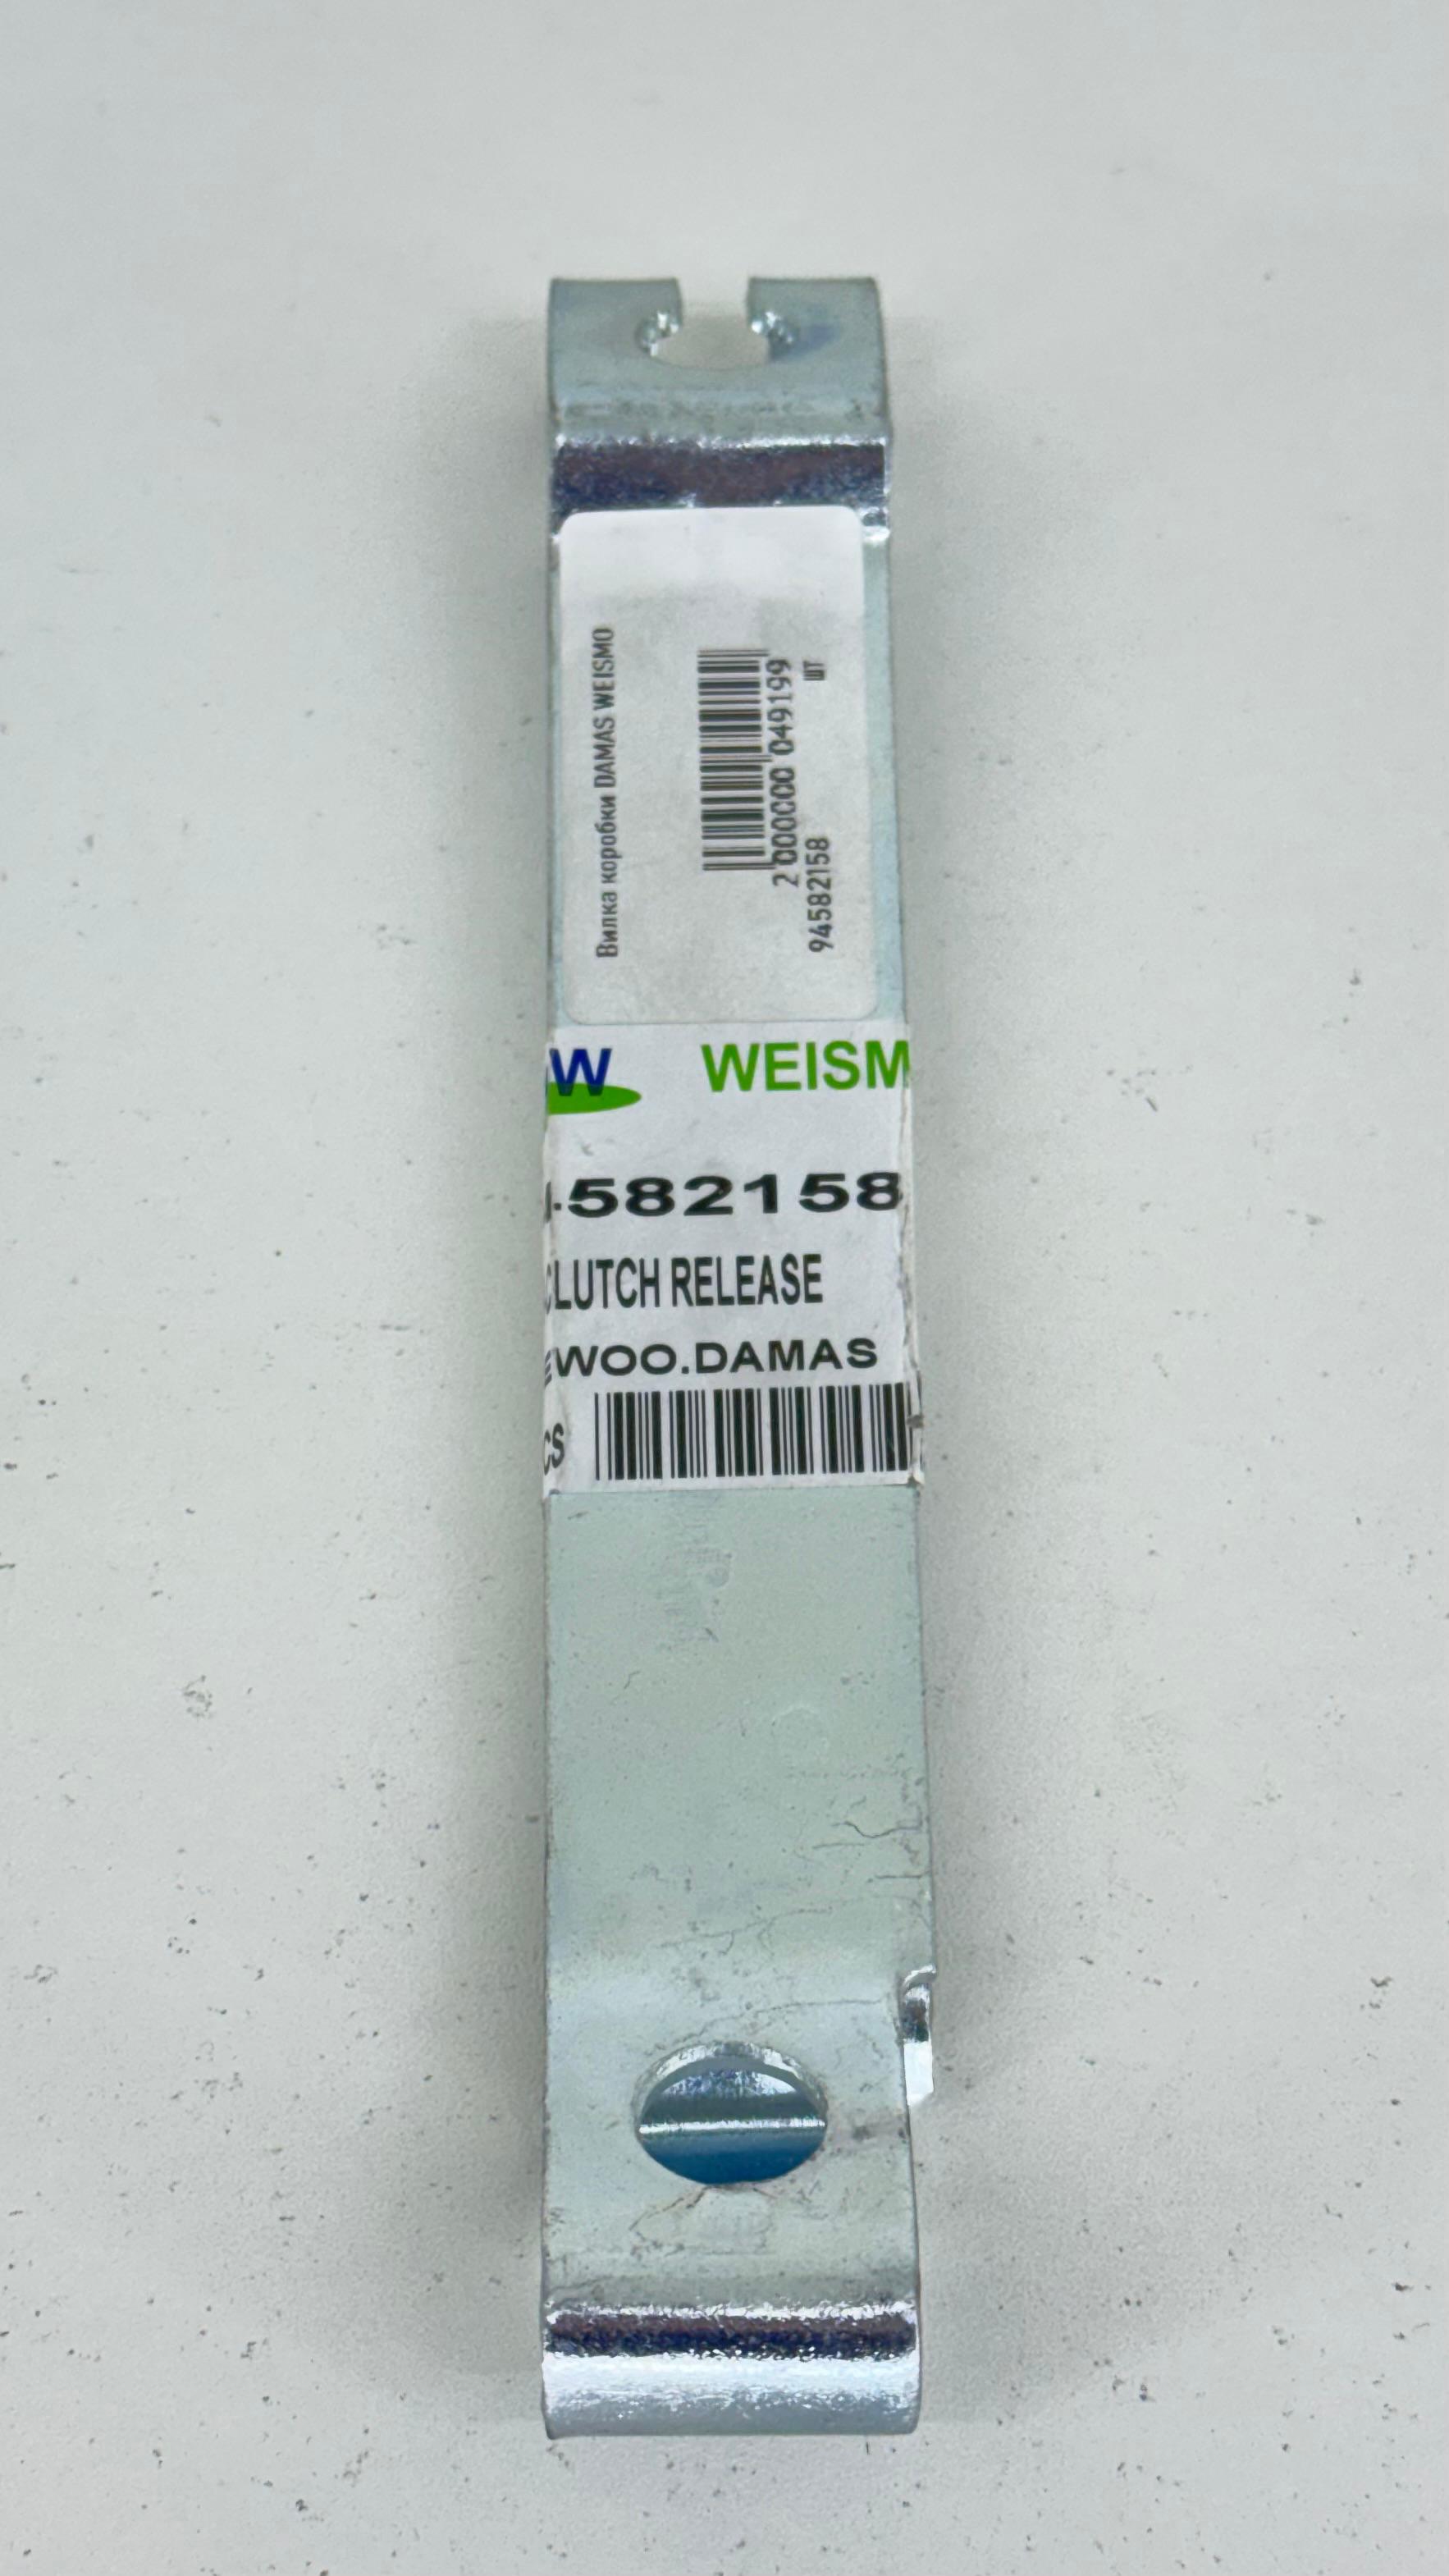 Вилка коробки DAMAS WEISMO
2 000000 049199
94582158 шт
W WEISM
582158
CLUTCH RELEASE
EWOO.DAMAS
CS